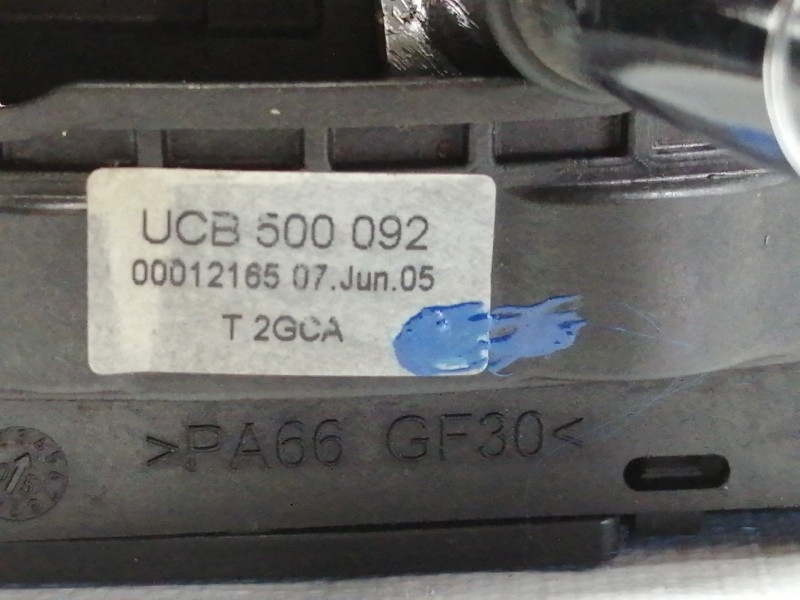 UCB 500 092
00012165 07.Jun.05
T 2GCA
>PA66 GF30<